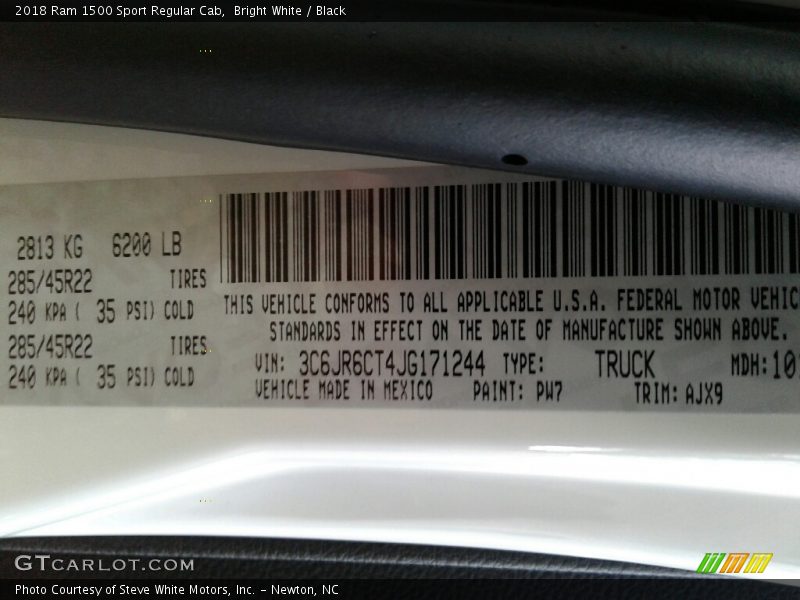 2018 Ram 1500 Sport Regular Cab, Bright White / Black
2813 KG 6200 LB
285/45R22 TIRES
240 KPA ( 35 PSI) COLD
285/45R22 TIRES
240 KPA ( 35 PSI) COLD
THIS VEHICLE CONFORMS TO ALL APPLICABLE U.S.A. FEDERAL MOTOR VEHIC
STANDARDS IN EFFECT ON THE DATE OF MANUFACTURE SHOWN ABOVE.
VIN: 3C6JR6CT4JG171244 TYPE: TRUCK MDH: 101
VEHICLE MADE IN MEXICO PAINT: PW7 TRIM: AJX9
GTCARLOT.COM
Photo Courtesy of Steve White Motors, Inc. – Newton, NC